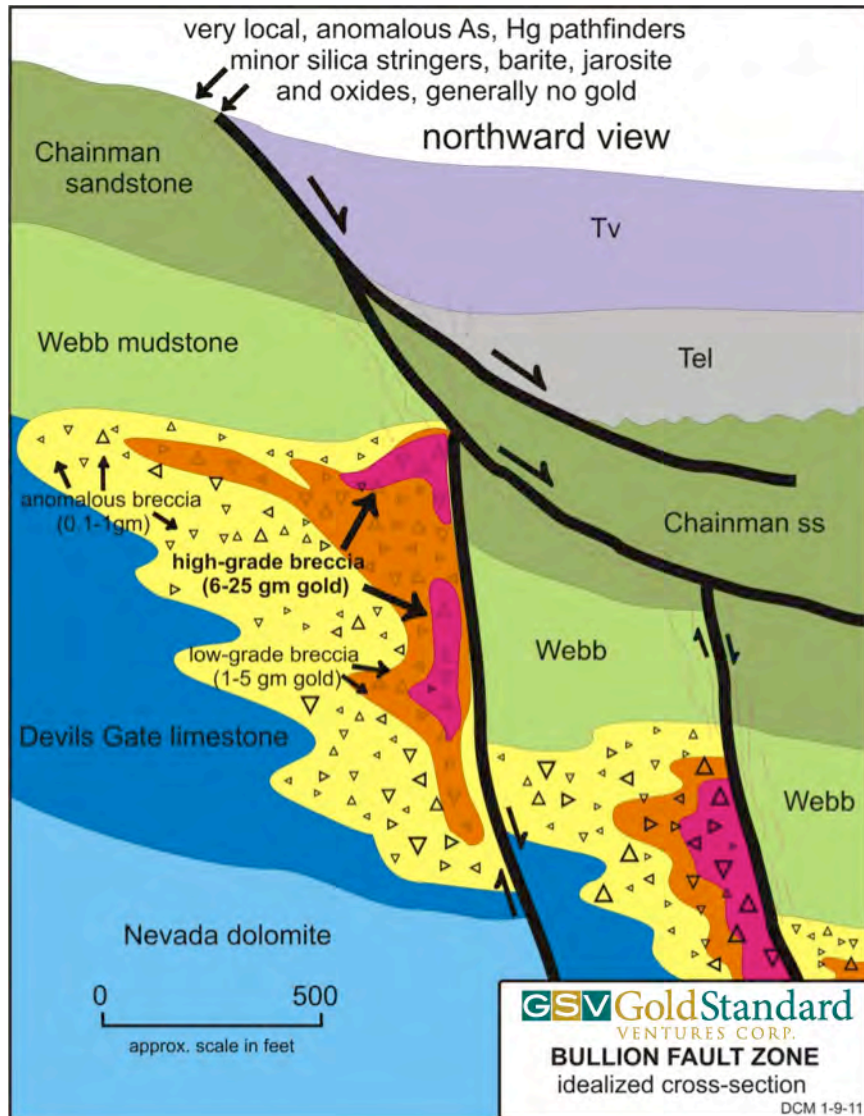 very local, anomalous As, Hg pathfinders
minor silica stringers, barite, jarosite
and oxides, generally no gold
northward view
Chainman
sandstone
Tv
Webb mudstone
Tel
anomalous breccia
(0.1-1gm)
Chainman ss
high-grade breccia
(6-25 gm gold)
low-grade breccia
(1-5 gm gold)
Webb
Devils Gate limestone
Webb
Nevada dolomite
0 500
approx. scale in feet
GSV GoldStandard
VENTURES CORP.
BULLION FAULT ZONE
idealized cross-section
DCM 1-9-11